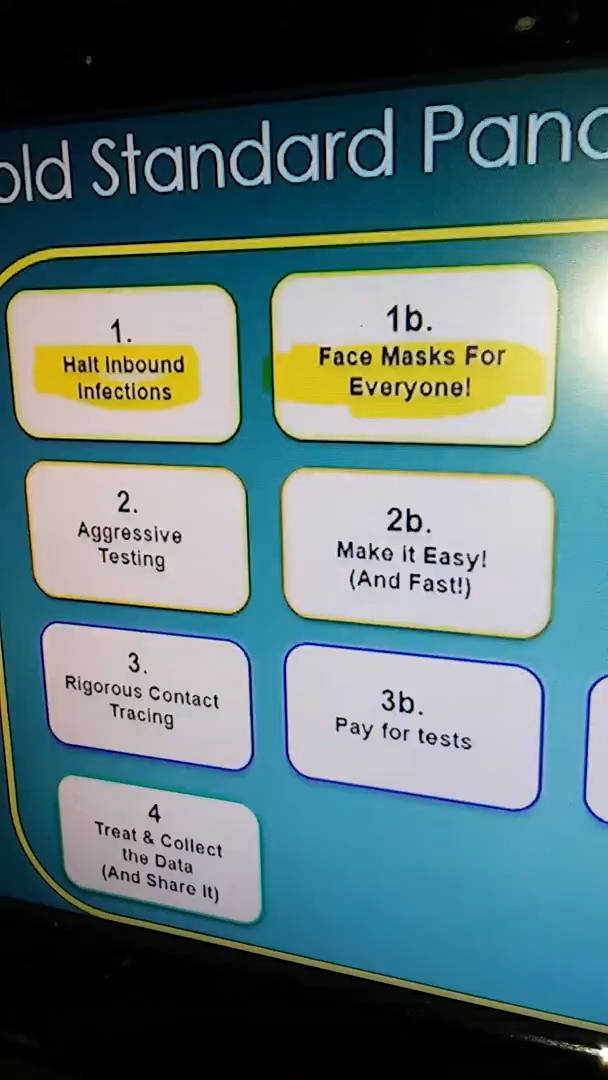 old Standard Pan
1.
Halt Inbound
Infections
1b.
Face Masks For
Everyone!
2.
Aggressive
Testing
2b.
Make it Easy!
(And Fast!)
3.
Rigorous Contact
Tracing
3b.
Pay for tests
4
Treat & Collect
the Data
(And Share It)